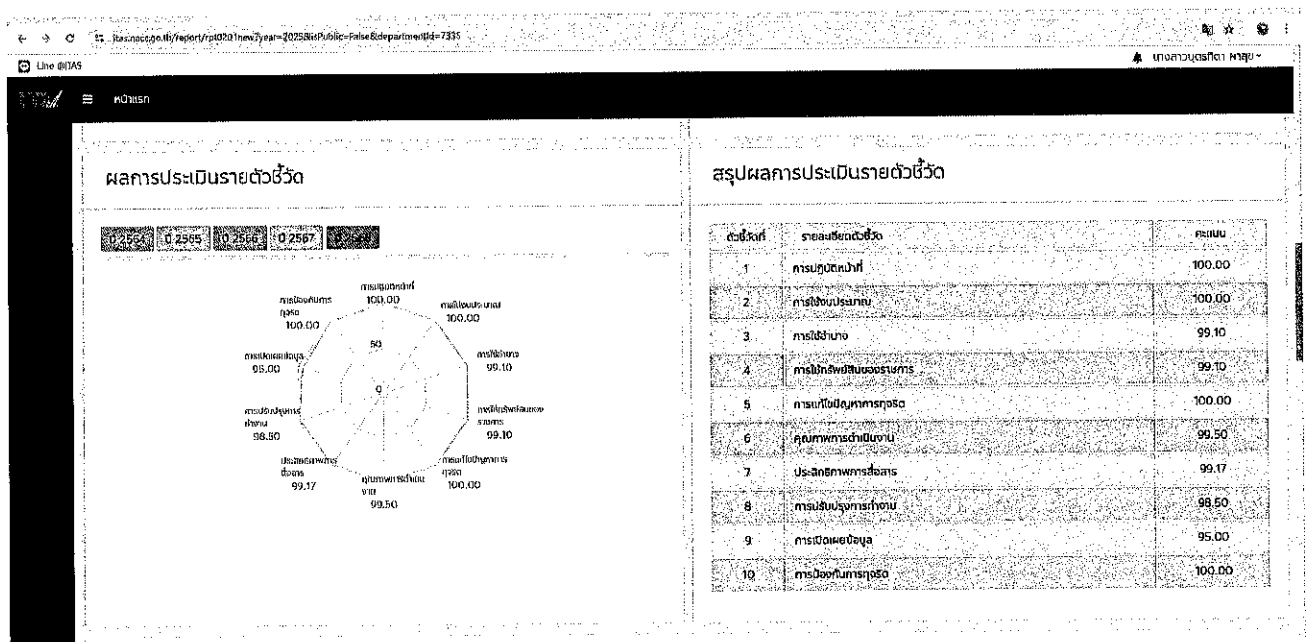 Line @ITAS
นางสาวบุตรทิตา ผาสุข
หน้าแรก
ผลการประเมินรายตัวชี้วัด
ปี 2564 ปี 2565 ปี 2566 ปี 2567
การปฏิบัติหน้าที่
100.00
การใช้งบประมาณ
100.00
การใช้อำนาจ
99.10
การใช้ทรัพย์สินของ
ราชการ
99.10
การแก้ไขปัญหาการ
ทุจริต
100.00
คุณภาพการดำเนิน
งาน
99.50
ประสิทธิภาพการ
สื่อสาร
99.17
การปรับปรุงการ
ทำงาน
98.50
การเปิดเผยข้อมูล
95.00
การป้องกันการ
ทุจริต
100.00
50
0
สรุปผลการประเมินรายตัวชี้วัด
ตัวชี้วัดที่ รายละเอียดตัวชี้วัด คะแนน
1 การปฏิบัติหน้าที่ 100.00
2 การใช้งบประมาณ 100.00
3 การใช้อำนาจ 99.10
4 การใช้ทรัพย์สินของราชการ 99.10
5 การแก้ไขปัญหาการทุจริต 100.00
6 คุณภาพการดำเนินงาน 99.50
7 ประสิทธิภาพการสื่อสาร 99.17
8 การปรับปรุงการทำงาน 98.50
9 การเปิดเผยข้อมูล 95.00
10 การป้องกันการทุจริต 100.00